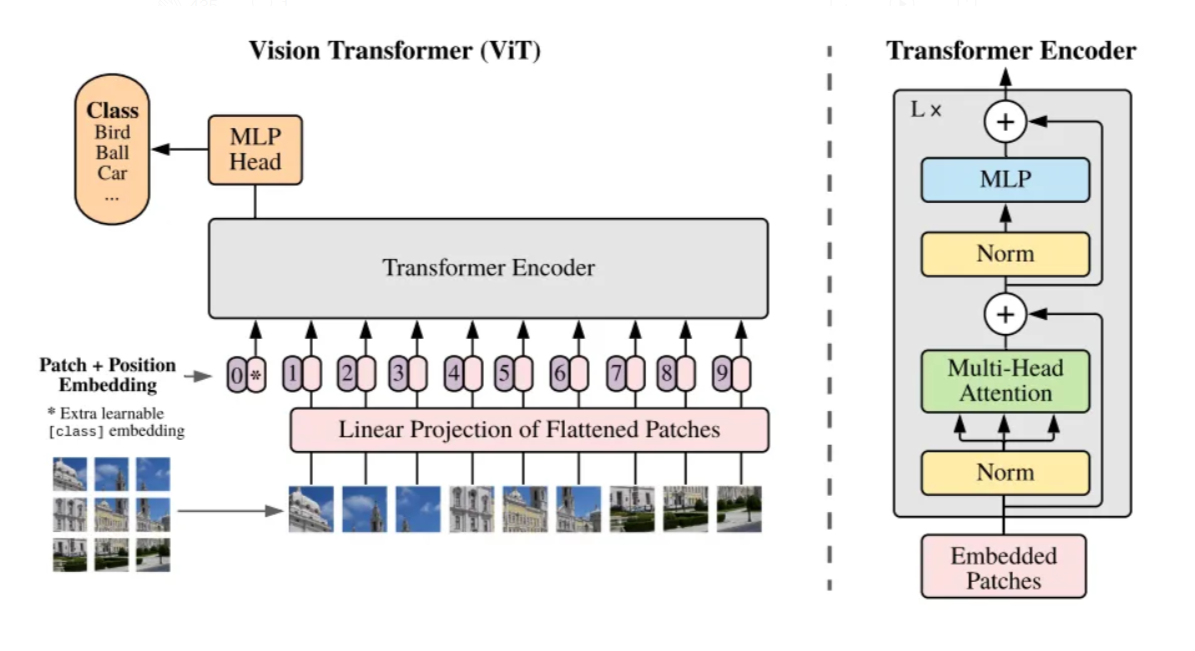 Vision Transformer (ViT)
Class
Bird
Ball
Car
...
MLP
Head
Transformer Encoder
Patch + Position
Embedding
0 * 1 2 3 4 5 6 7 8 9
* Extra learnable
[class] embedding
Linear Projection of Flattened Patches
Transformer Encoder
L ×
+
MLP
Norm
+
Multi-Head
Attention
Norm
Embedded
Patches